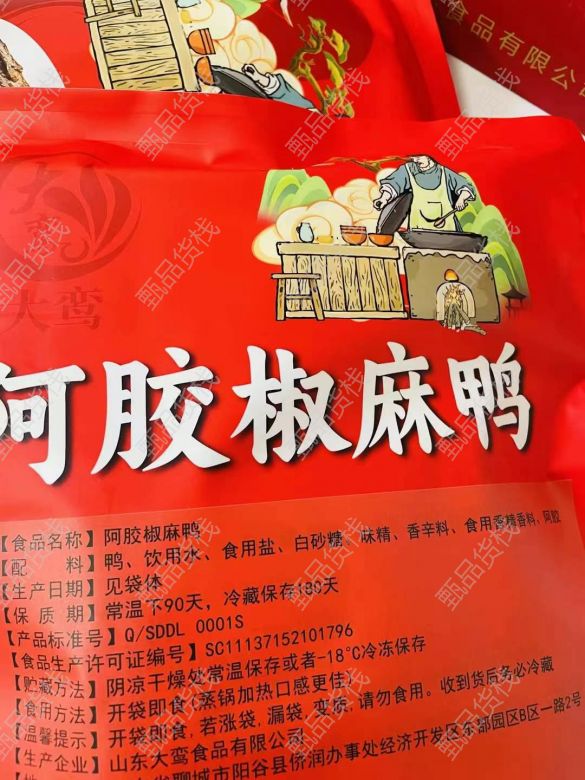 食品有限公司
大鸾
阿胶椒麻鸭
【食品名称】阿胶椒麻鸭
【配 料】鸭、饮用水、食用盐、白砂糖、味精、香辛料、食用香精香料、阿胶
【生产日期】见袋体
【保 质 期】常温下90天，冷藏保存180天
【产品标准号】Q/SDDL 0001S
【食品生产许可证编号】SC11137152101796
【贮藏方法】阴凉干燥处常温保存或者-18℃冷冻保存
【食用方法】开袋即食(蒸锅加热口感更佳)
【温馨提示】开袋即食,若涨袋,漏袋,变质,请勿食用。收到货后务必冷藏
【生产企业】山东大鸾食品有限公司
聊城市阳谷县侨润办事处经济开发区东部园区B区一路2号
甄品货栈